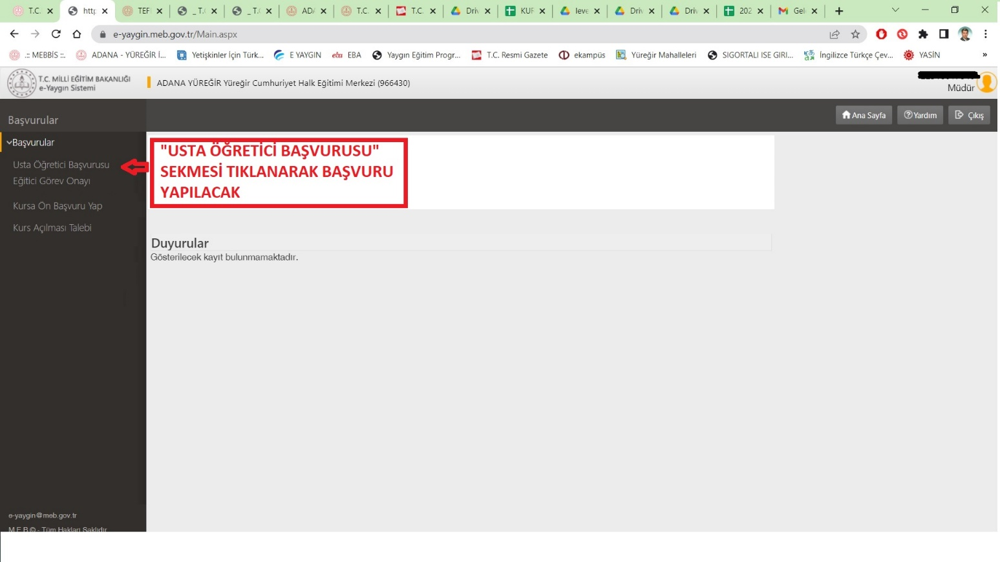 T.C.
http
TEF
_ T.C
_ T.C
ADA
T.C.
T.C.
Driv
KUF
leve
Driv
Driv
202
Gel
e-yaygin.meb.gov.tr/Main.aspx
.:: MEBBİS ::.
ADANA - YÜREĞİR İ...
Yetişkinler İçin Türk...
E YAYGIN
eba EBA
Yaygın Eğitim Progr...
T.C. Resmi Gazete
ekampüs
Yüreğir Mahalleleri
SIGORTALI ISE GIRI...
İngilizce Türkçe Çev...
YASİN
»
T.C. MİLLİ EĞİTİM BAKANLIĞI
e-Yaygın Sistemi
ADANA YÜREĞİR Yüreğir Cumhuriyet Halk Eğitimi Merkezi (966430)
Müdür
Başvurular
Ana Sayfa
Yardım
Çıkış
Başvurular
Usta Öğretici Başvurusu
Eğitici Görev Onayı
Kursa Ön Başvuru Yap
Kurs Açılması Talebi
"USTA ÖĞRETİCİ BAŞVURUSU"
SEKMESİ TIKLANARAK BAŞVURU
YAPILACAK
Duyurular
Gösterilecek kayıt bulunmamaktadır.
e-yaygin@meb.gov.tr
M.E.B.© - Tüm Hakları Saklıdır